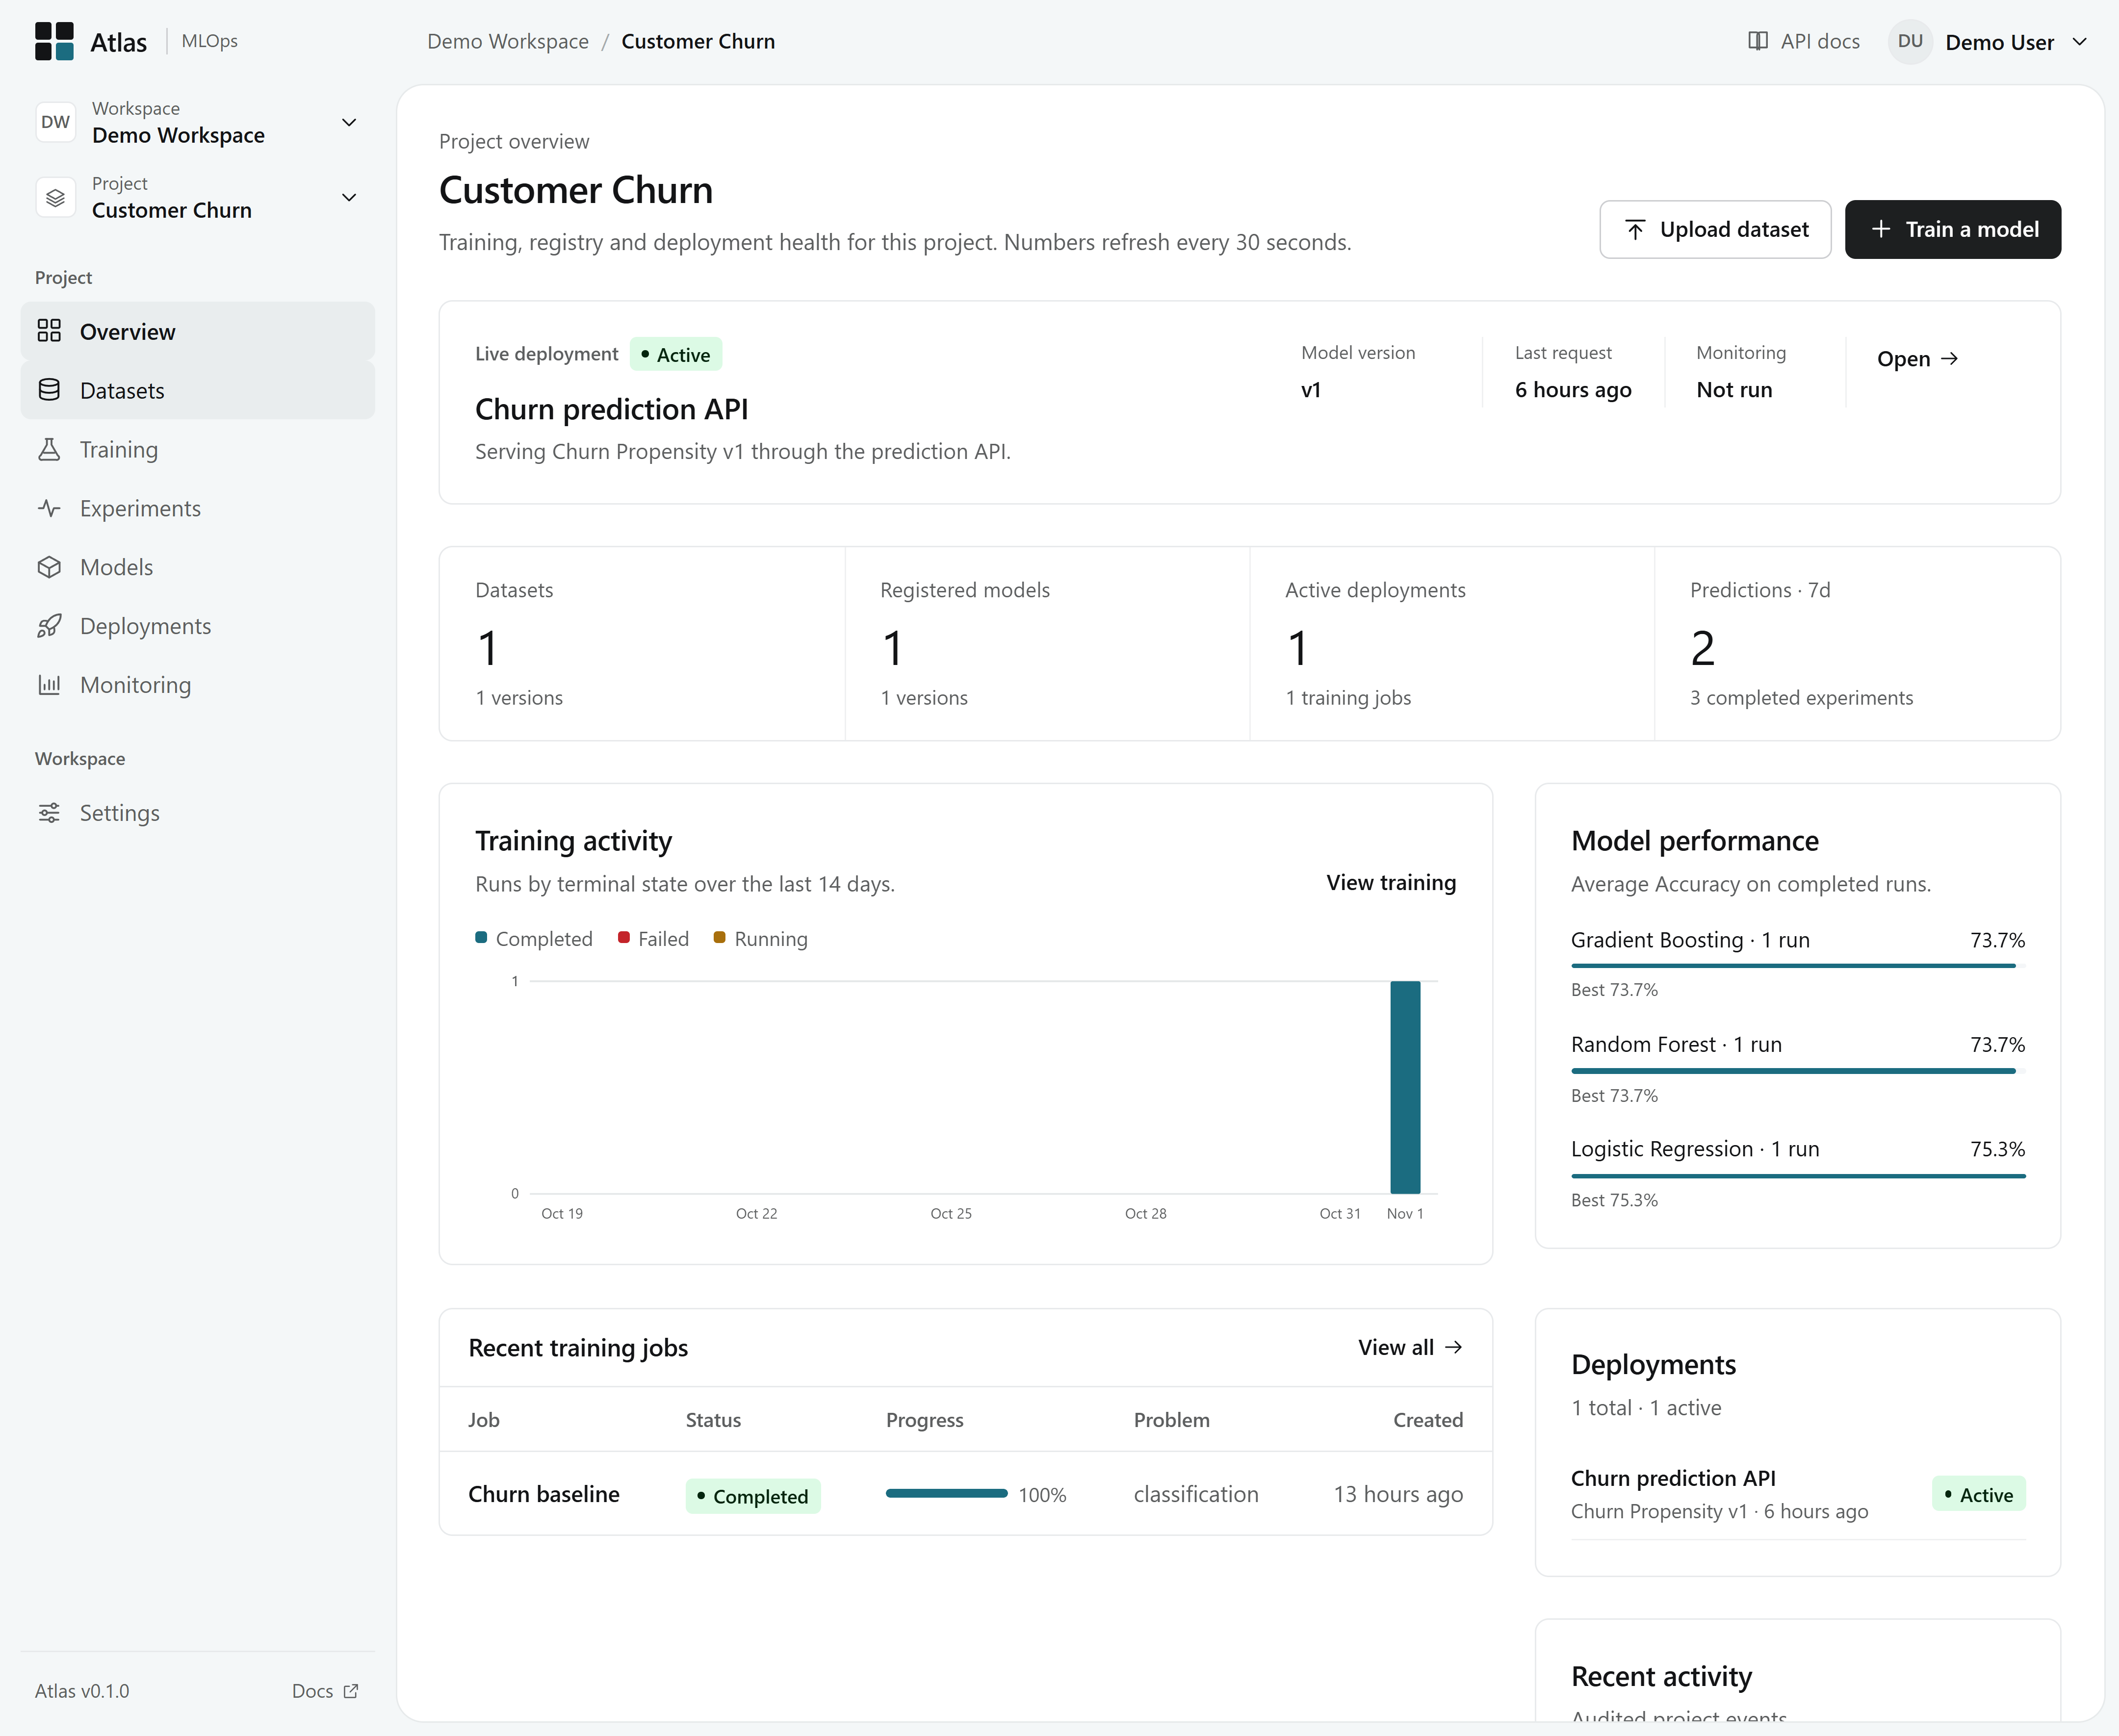 Atlas
MLOps
Demo Workspace / Customer Churn
API docs
DU
Demo User
DW
Workspace
Demo Workspace
Project
Customer Churn
Project
Overview
Datasets
Training
Experiments
Models
Deployments
Monitoring
Workspace
Settings
Atlas v0.1.0
Docs
Project overview
Customer Churn
Training, registry and deployment health for this project. Numbers refresh every 30 seconds.
Upload dataset
Train a model
Live deployment
Active
Churn prediction API
Serving Churn Propensity v1 through the prediction API.
Model version
v1
Last request
6 hours ago
Monitoring
Not run
Open →
Datasets
1
1 versions
Registered models
1
1 versions
Active deployments
1
1 training jobs
Predictions · 7d
2
3 completed experiments
Training activity
Runs by terminal state over the last 14 days.
View training
Completed
Failed
Running
1
0
Oct 19
Oct 22
Oct 25
Oct 28
Oct 31
Nov 1
Model performance
Average Accuracy on completed runs.
Gradient Boosting · 1 run 73.7%
Best 73.7%
Random Forest · 1 run 73.7%
Best 73.7%
Logistic Regression · 1 run 75.3%
Best 75.3%
Recent training jobs
View all →
Job Status Progress Problem Created
Churn baseline Completed 100% classification 13 hours ago
Deployments
1 total · 1 active
Churn prediction API
Churn Propensity v1 · 6 hours ago
Active
Recent activity
Audited project events